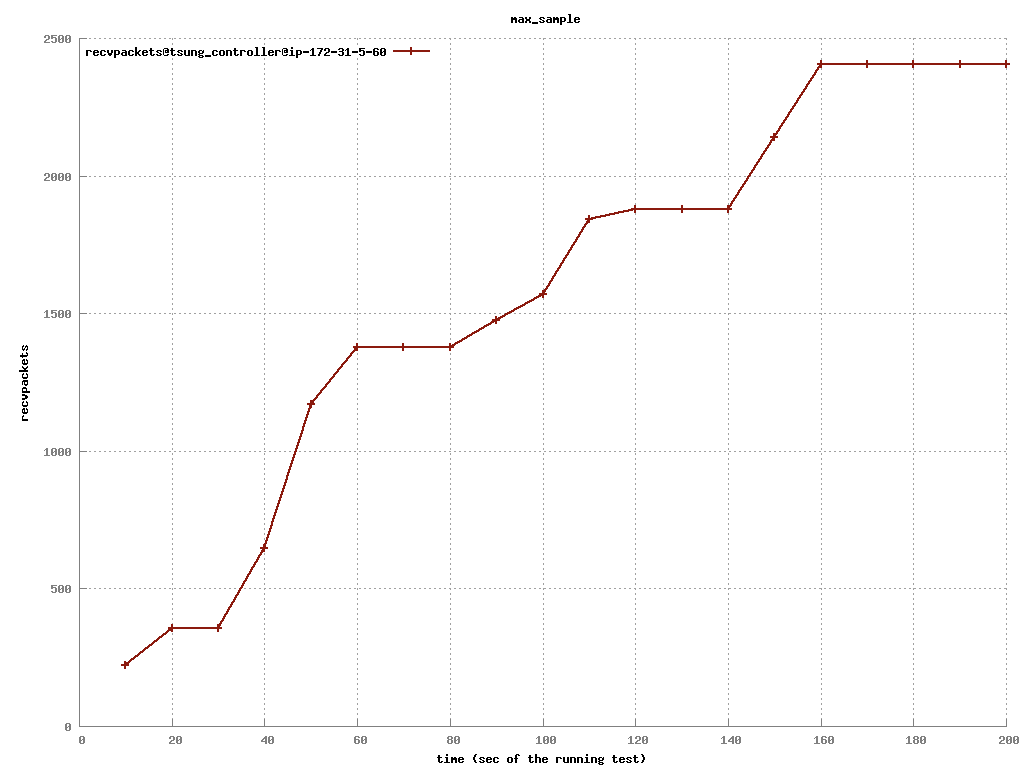 max_sample
recvpackets@tsung_controller@ip-172-31-5-60
2500
2000
1500
1000
500
0
recvpackets
0 20 40 60 80 100 120 140 160 180 200
time (sec of the running test)